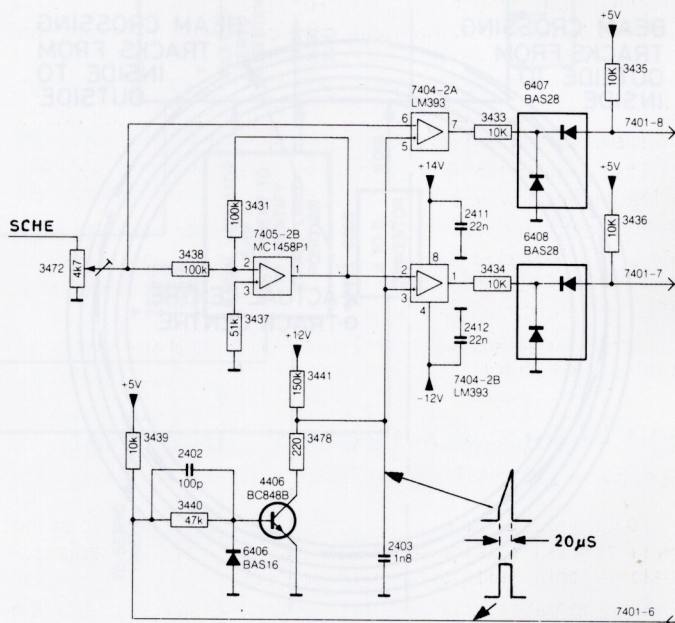 BEAM CROSSING
TRACKS FROM
OUTSIDE TO
INSIDE
BEAM CROSSING
TRACKS FROM
INSIDE TO
OUTSIDE
+5V
10K
3435
7404-2A
LM393
6
5
7
3433
10K
6407
BAS28
7401-8
+14V
+5V
10K
3436
3431
100k
2411
22n
SCHE
3472
4k7
3438
100k
7405-2B
MC1458P1
2
3
1
8
2
3
1
4
3434
10K
6408
BAS28
7401-7
ACTUAL CENTRE
TRACK CENTRE
3437
51k
2412
22n
+12V
-12V
7404-2B
LM393
3441
150k
+5V
3439
10k
2402
100p
3478
220
4406
BC848B
3440
47k
6406
BAS16
2403
1n8
20µS
7401-6